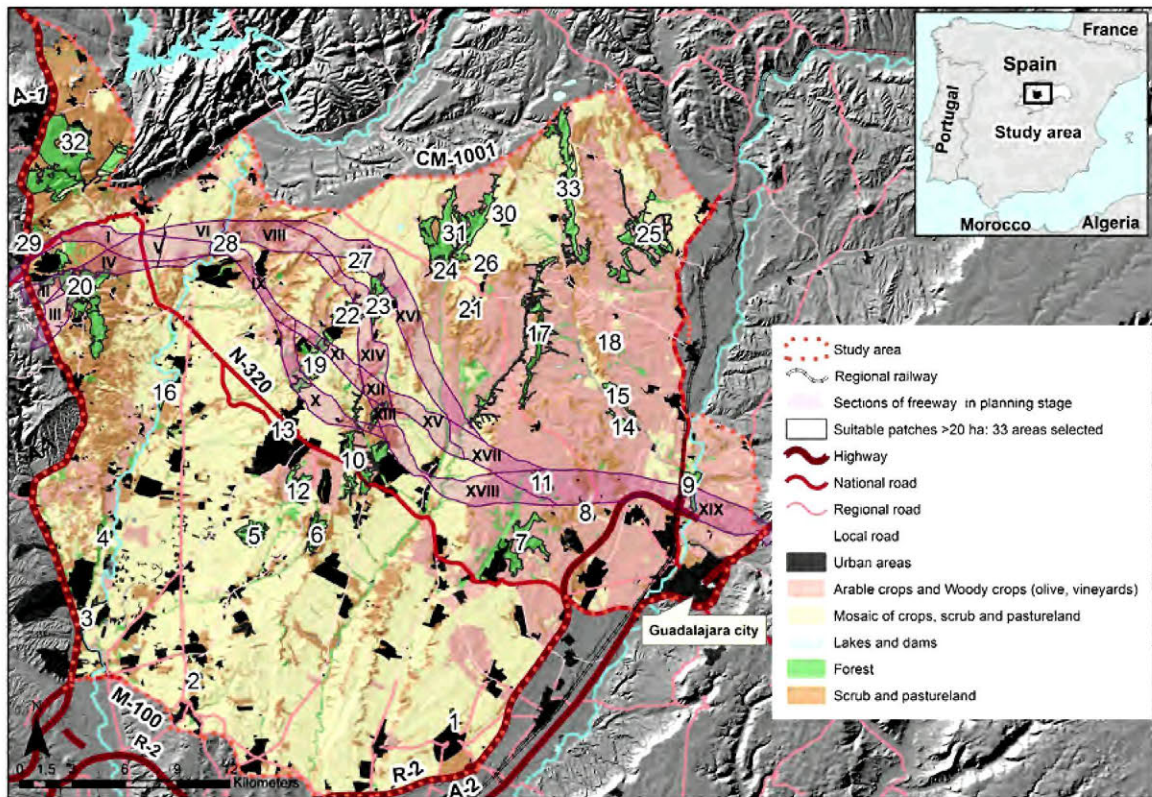 France
Spain
Portugal
Study area
Morocco
Algeria
A-1
32
CM-1001
33
30
31
25
29
I
VI
28
VIII
V
IV
27
24
26
II
20
IX
23
XVI
21
III
22
17
18
19
XI
XIV
16
N-320
XII
15
X
XIII
XV
14
13
XVII
10
11
9
12
XVIII
8
XIX
4
5
6
7
3
Guadalajara city
2
M-100
1
N
R-2
R-2
A-2
0 1.5 3 6 9 12
Kilometers
Study area
Regional railway
Sections of freeway in planning stage
Suitable patches >20 ha: 33 areas selected
Highway
National road
Regional road
Local road
Urban areas
Arable crops and Woody crops (olive, vineyards)
Mosaic of crops, scrub and pastureland
Lakes and dams
Forest
Scrub and pastureland